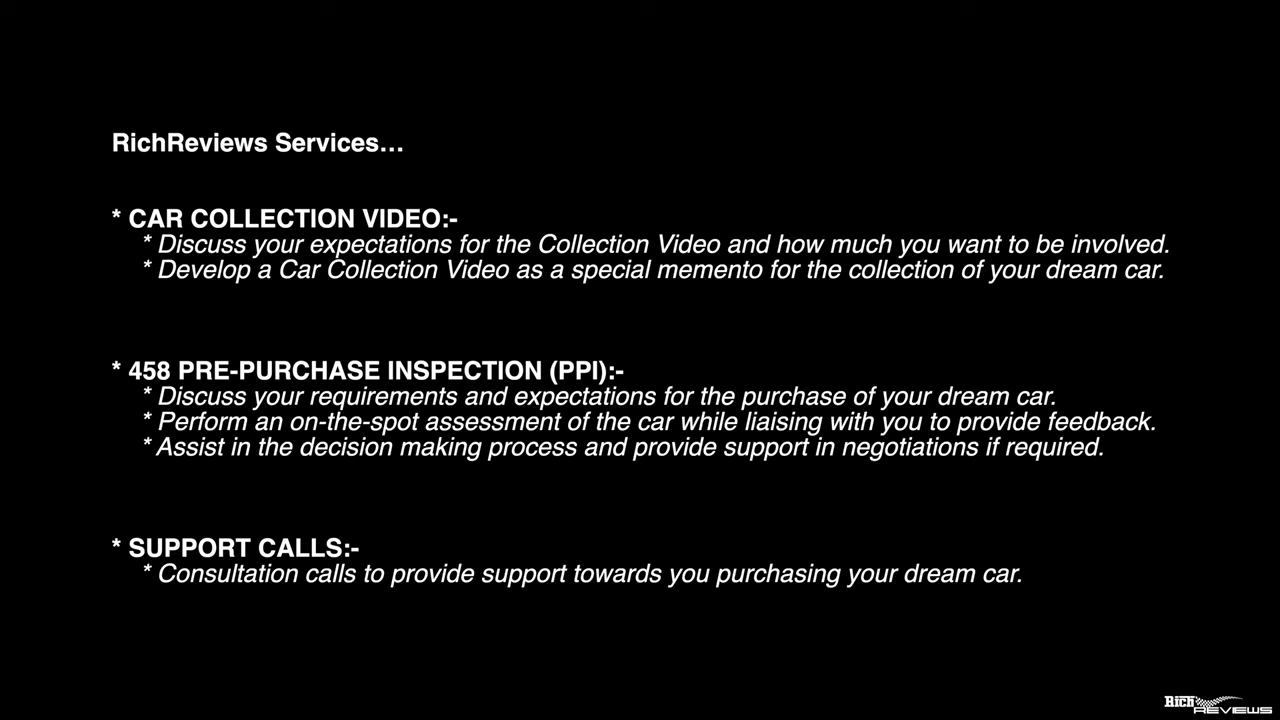 RichReviews Services...
* CAR COLLECTION VIDEO:-
* Discuss your expectations for the Collection Video and how much you want to be involved.
* Develop a Car Collection Video as a special memento for the collection of your dream car.
* 458 PRE-PURCHASE INSPECTION (PPI):-
* Discuss your requirements and expectations for the purchase of your dream car.
* Perform an on-the-spot assessment of the car while liaising with you to provide feedback.
* Assist in the decision making process and provide support in negotiations if required.
* SUPPORT CALLS:-
* Consultation calls to provide support towards you purchasing your dream car.
Rich
REVIEWS